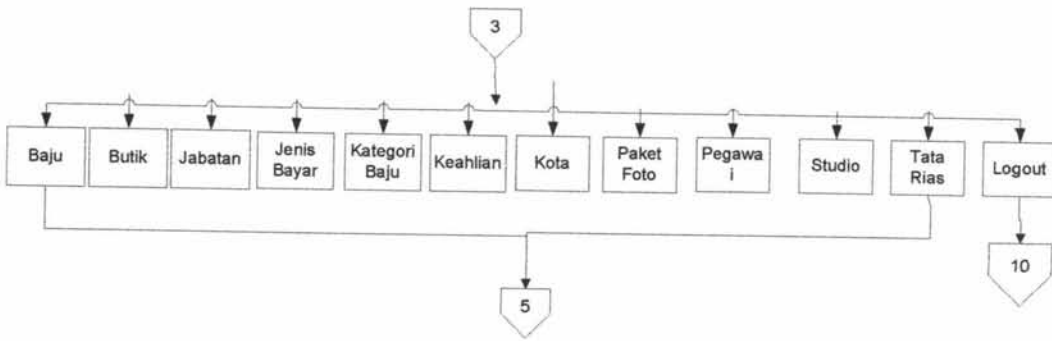 3
Baju
Butik
Jabatan
Jenis
Bayar
Kategori
Baju
Keahlian
Kota
Paket
Foto
Pegawa
i
Studio
Tata
Rias
Logout
5
10